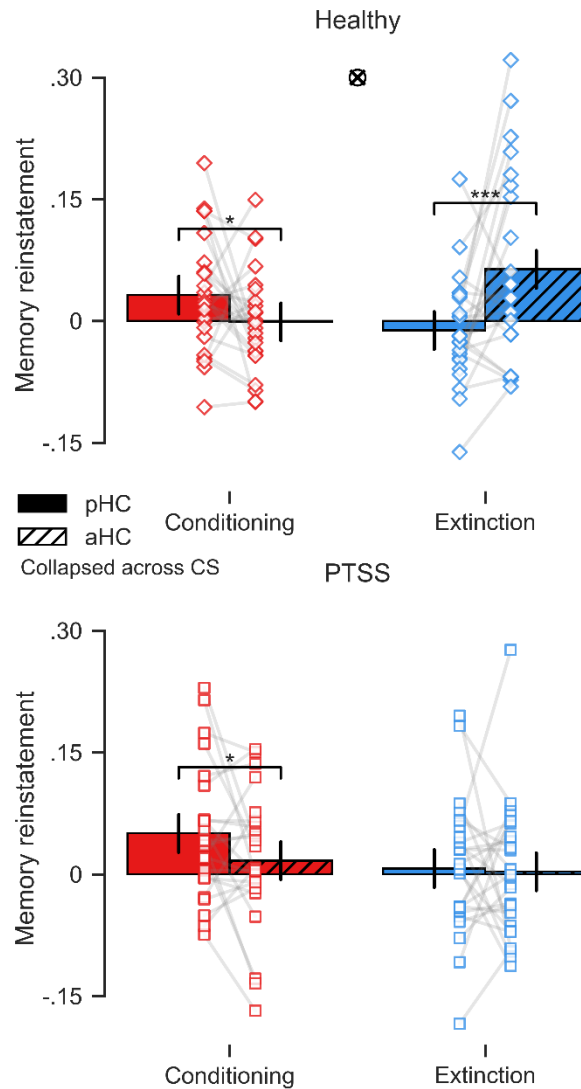 Healthy
Memory reinstatement
.30
.15
0
-.15
*
***
Conditioning
Extinction
pHC
aHC
Collapsed across CS
PTSS
Memory reinstatement
.30
.15
0
-.15
*
Conditioning
Extinction